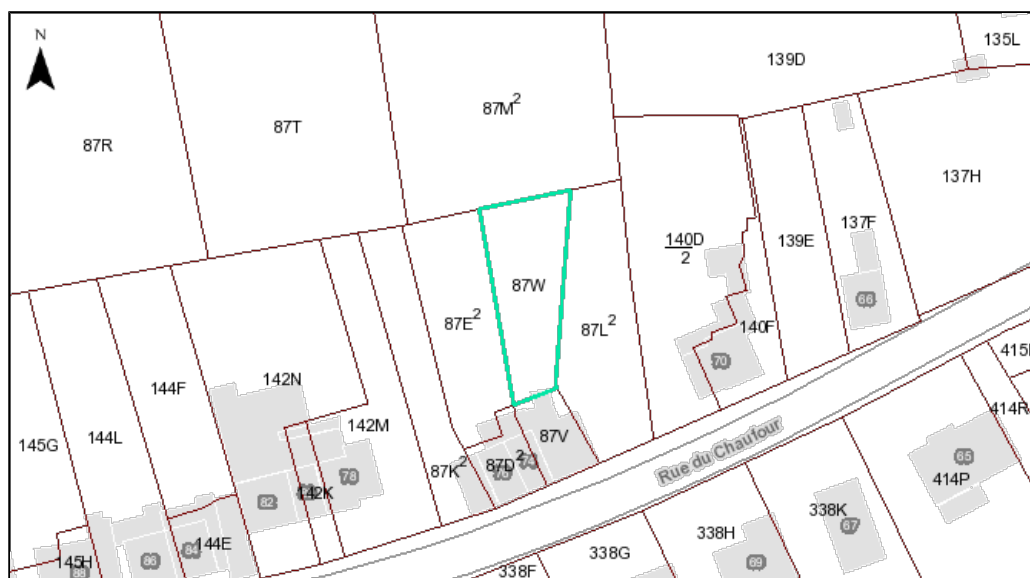 N
135L
139D
87M²
87T
87R
137H
137F
140D
2
139E
87W
66
87E²
87L²
140F
415
70
144F
142N
414R
142M
87V
145G
144L
87K²
87D²
Rue du Chaufour
65
78
414P
142K
82
338K
67
338H
84
144E
338G
86
145H
69
338F
88